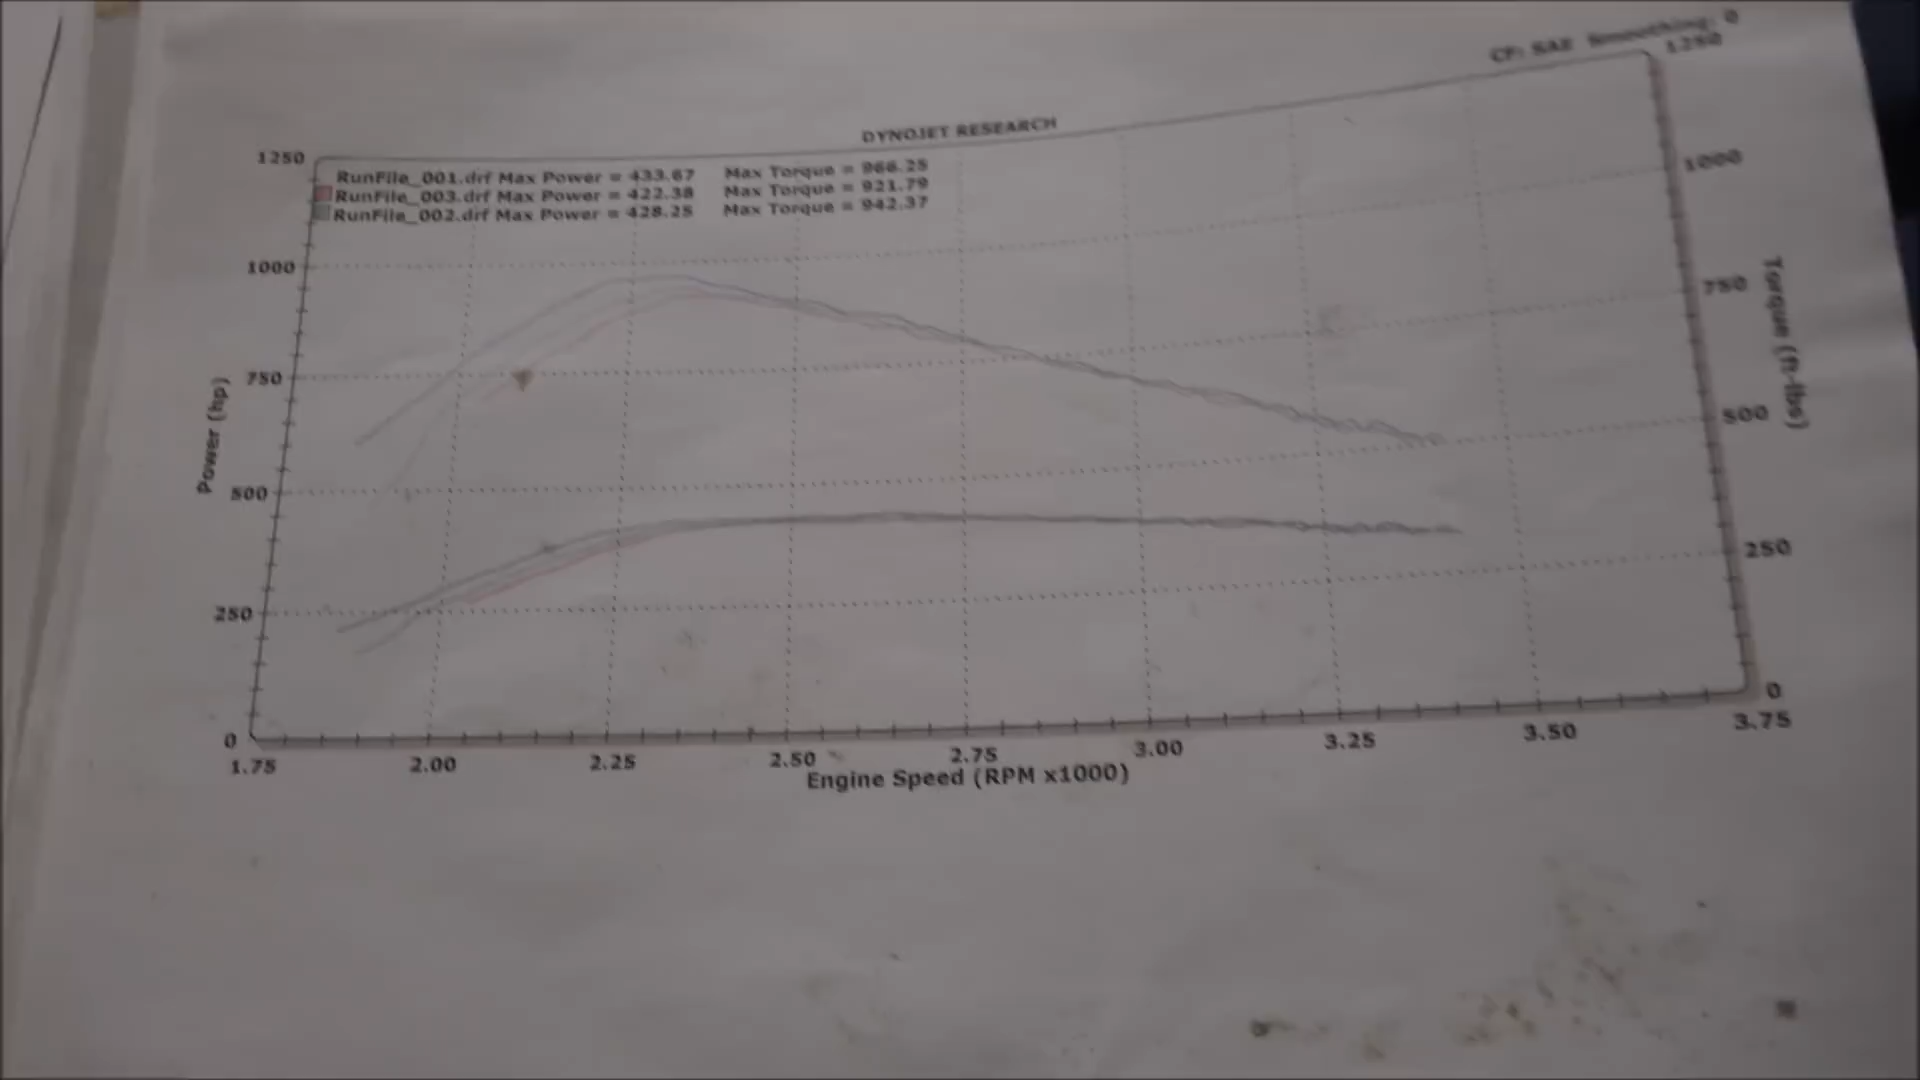 CF: SAE Smoothing: 0
DYNOJET RESEARCH
RunFile_001.drf Max Power = 433.67 Max Torque = 966.25
RunFile_003.drf Max Power = 422.38 Max Torque = 921.79
RunFile_002.drf Max Power = 428.25 Max Torque = 942.37
1250
1000
750
500
250
0
Power (hp)
1250
1000
750
500
250
0
Torque (ft-lbs)
1.75 2.00 2.25 2.50 2.75 3.00 3.25 3.50 3.75
Engine Speed (RPM x1000)